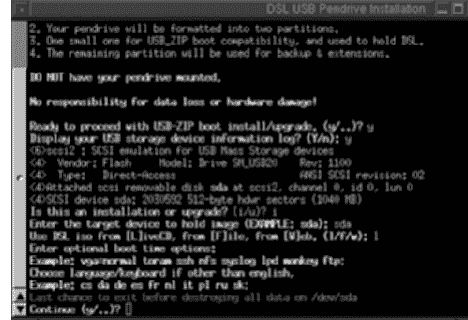 DSL USB Pendrive Installation
2. Your pendrive will be formatted into two partitions.
3. One small one for USB_ZIP boot compatibility, and used to hold DSL.
4. The remaining partition will be used for backup & extensions.
DO NOT have your pendrive mounted.
No responsibility for data loss or hardware damage!
Ready to proceed with USB-ZIP boot install/upgrade, (y/..)? y
Display your USB storage device information log? (Y/n): y
<6>scsi2 : SCSI emulation for USB Mass Storage devices
<4> Vendor: Flash Model: Drive SM_USB20 Rev: 1100
<4> Type: Direct-Access ANSI SCSI revision: 02
<4>Attached scsi removable disk sda at scsi2, channel 0, id 0, lun 0
<4>SCSI device sda: 2030592 512-byte hdwr sectors (1040 MB)
Is this an installation or upgrade? [i/u]? i
Enter the target device to hold image (EXAMPLE: sda): sda
Use DSL iso from [L]iveCD, from [F]ile, from [W]eb, (l/f/w): l
Enter optional boot time options:
Example: vga=normal toram ssh nfs syslog lpd monkey ftp:
Choose language/keyboard if other than english,
Example: cs da de es fr nl it pl ru sk:
Last chance to exit before destroying all data on /dev/sda
Continue (y/..)?